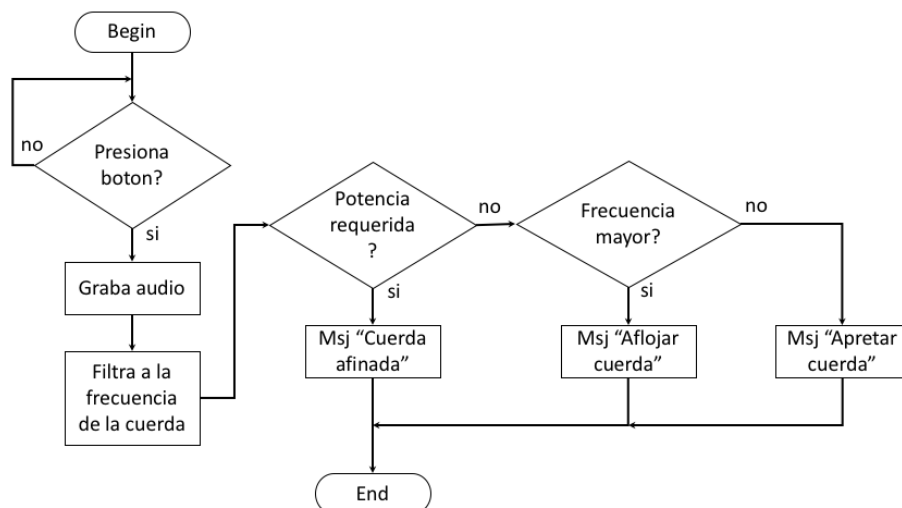 Begin
no
Presiona
boton?
si
Graba audio
Filtra a la
frecuencia
de la cuerda
Potencia
requerida
?
no
si
Msj “Cuerda
afinada”
Frecuencia
mayor?
no
si
Msj “Aflojar
cuerda”
Msj “Apretar
cuerda”
End